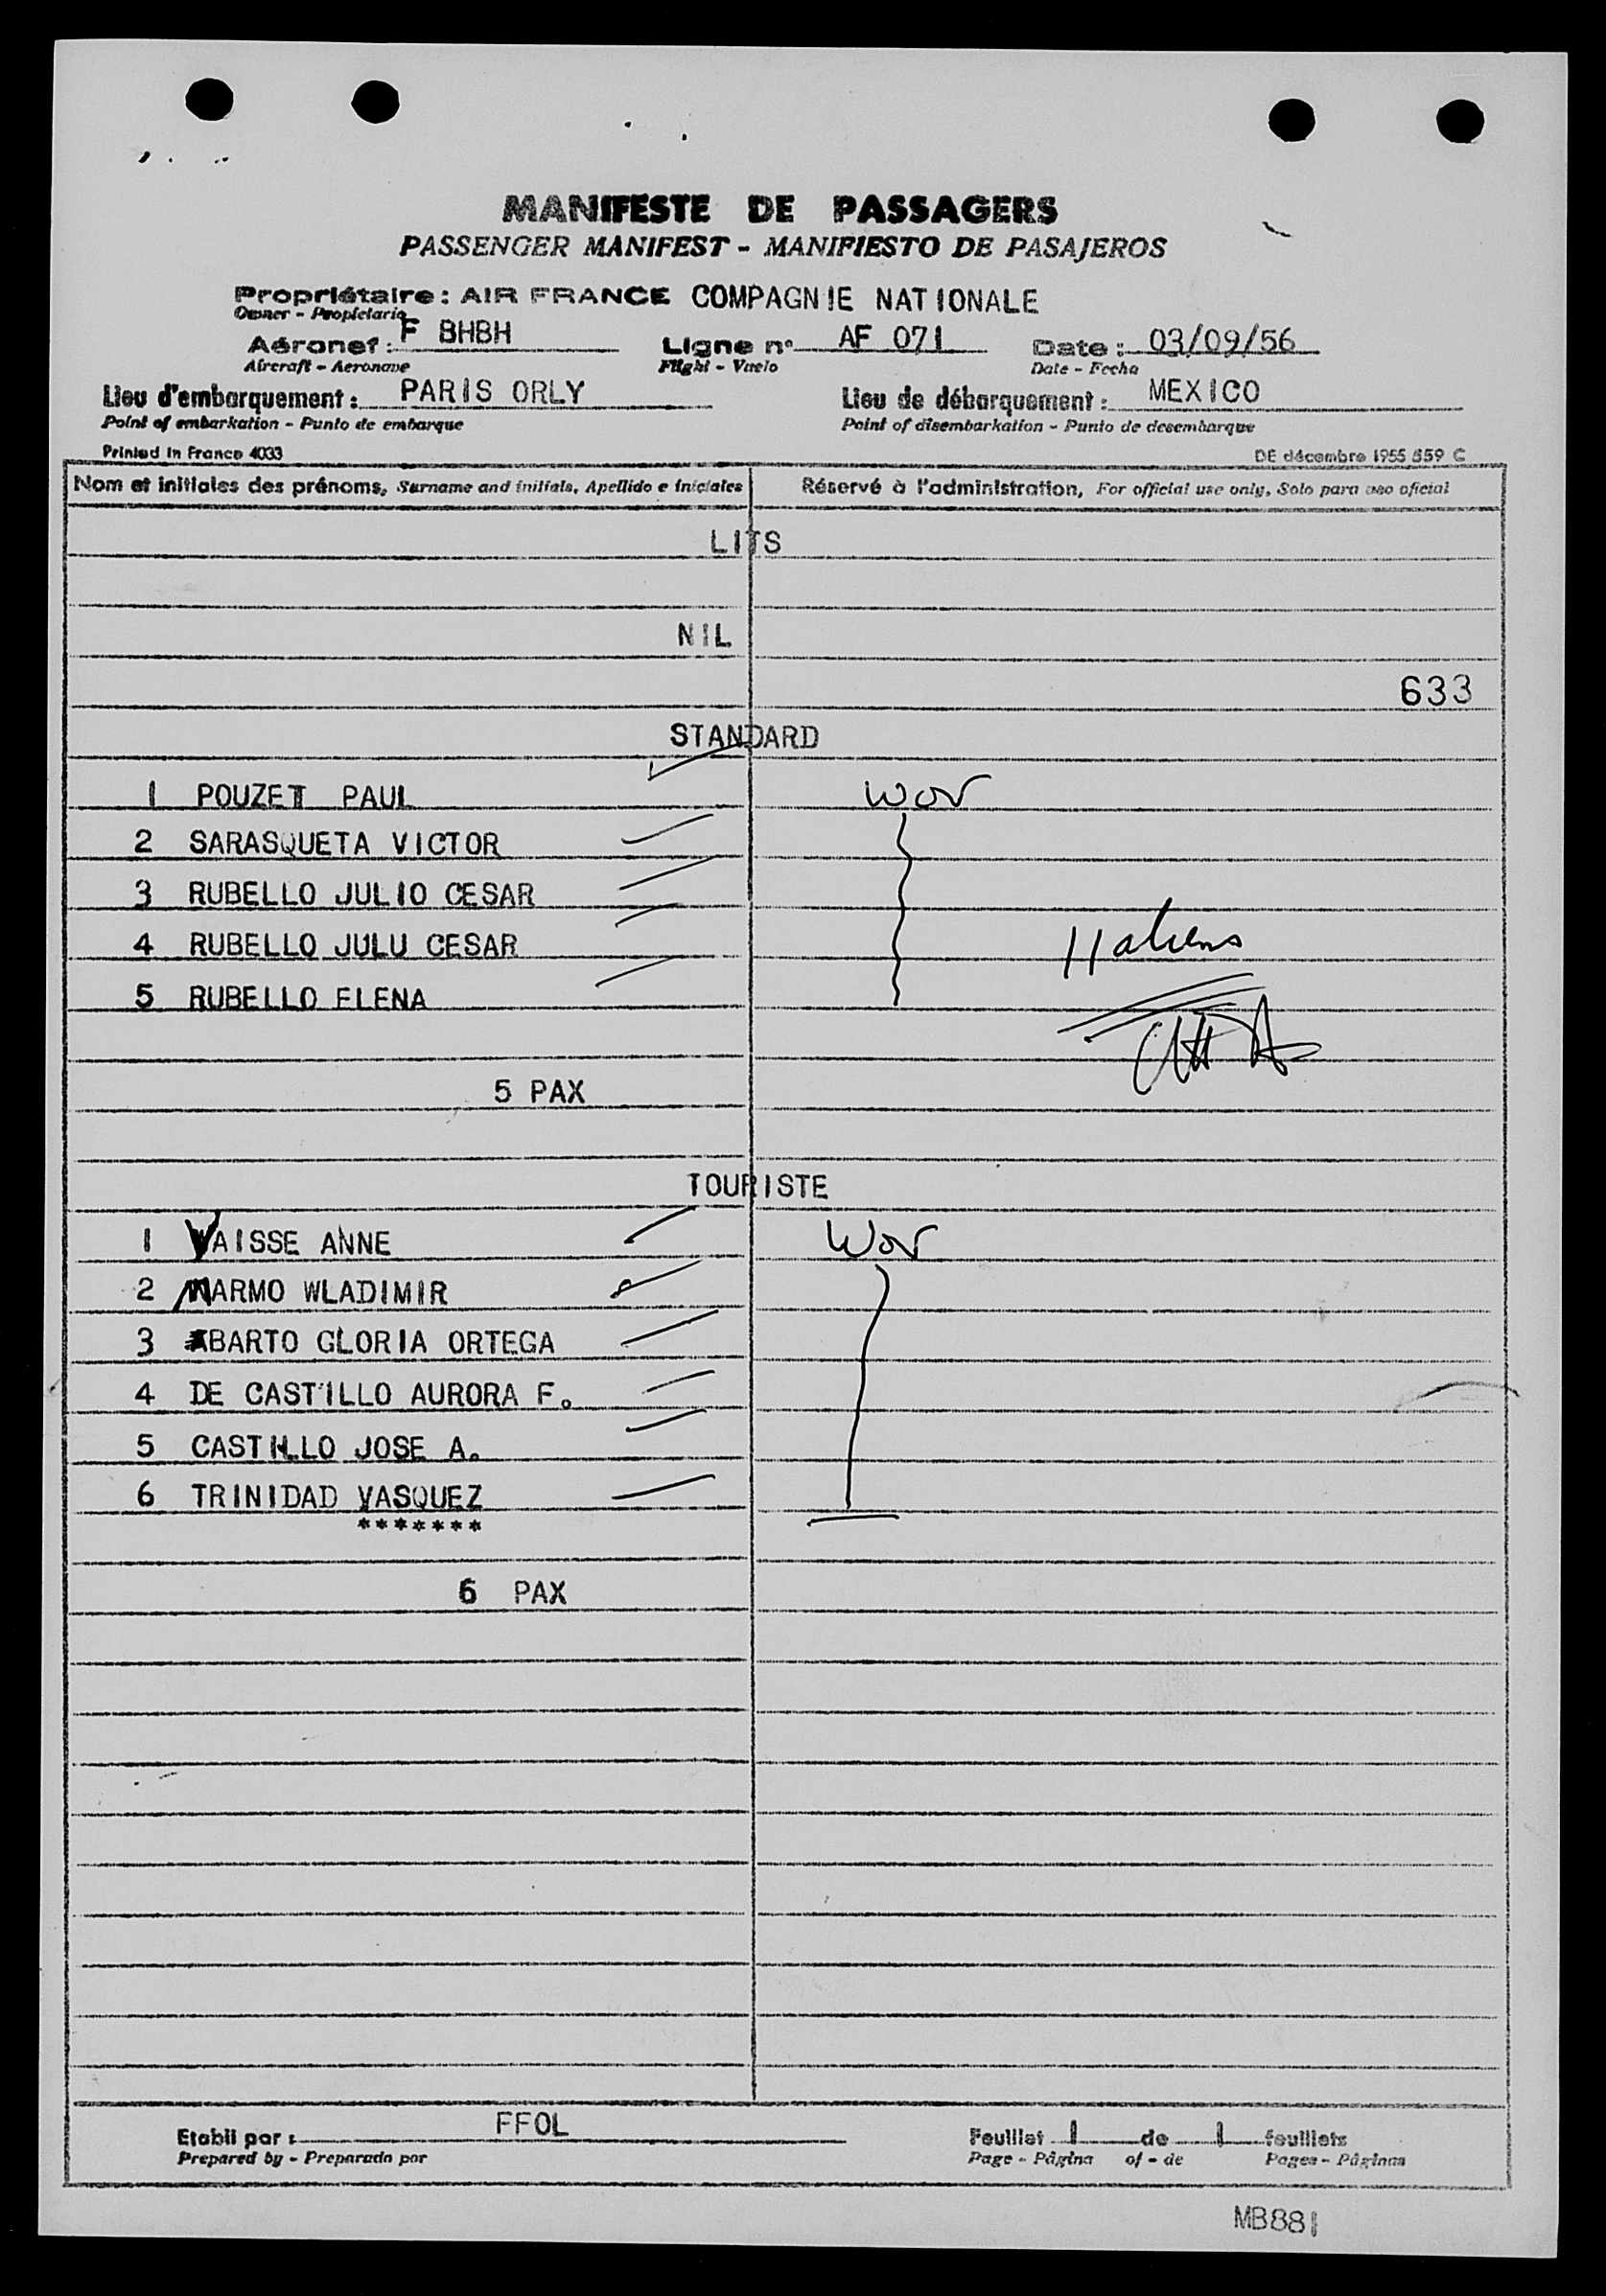 MANIFESTE DE PASSAGERS
PASSENGER MANIFEST - MANIFIESTO DE PASAJEROS
Propriétaire : AIR FRANCE COMPAGNIE NATIONALE
Owner - Propietario
Aéronef : F BHBH Ligne n° AF 071 Date : 03/09/56
Aircraft - Aeronave Flight - Vuelo Date - Fecha
Lieu d'embarquement : PARIS ORLY Lieu de débarquement : MEXICO
Point of embarkation - Punto de embarque Point of disembarkation - Punto de desembarque
Printed in France 4033 DE décembre 1955 559 C
Nom et initiales des prénoms, Surname and initials, Apellido e iniciales Réservé à l'administration, For official use only, Solo para uso oficial
LITS
NIL
633
STANDARD
1 POUZET PAUL WOV
2 SARASQUETA VICTOR
3 RUBELLO JULIO CESAR
4 RUBELLO JULU CESAR 11 aliens
5 RUBELLO ELENA
5 PAX
TOURISTE
1 VAISSE ANNE WOV
2 MARMO WLADIMIR
3 ABARTO GLORIA ORTEGA
4 DE CASTILLO AURORA F.
5 CASTILLO JOSE A.
6 TRINIDAD VASQUEZ
*******
6 PAX
Etabli par : FFOL Feuillet 1 de 1 feuillets
Prepared by - Preparado por Page - Página of - de Pages - Páginas
MB881